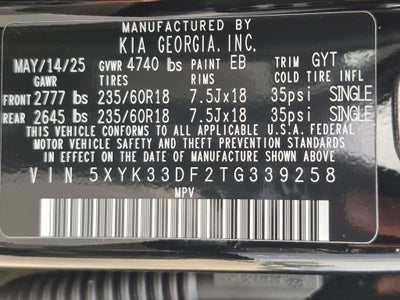 MANUFACTURED BY
KIA GEORGIA, INC.
MAY/14/25 GVWR 4740 lbs PAINT EB TRIM GYT
GAWR TIRES RIMS COLD TIRE INFL
FRONT 2777 lbs 235/60R18 7.5Jx18 35psi SINGLE
REAR 2645 lbs 235/60R18 7.5Jx18 35psi SINGLE
THIS VEHICLE CONFORMS TO ALL APPLICABLE U.S.A. FEDERAL
MOTOR VEHICLE SAFETY AND THEFT PREVENTION STANDARDS
IN EFFECT ON THE DATE OF MANUFACTURE SHOWN ABOVE
VIN 5XYK33DF2TG339258
MPV